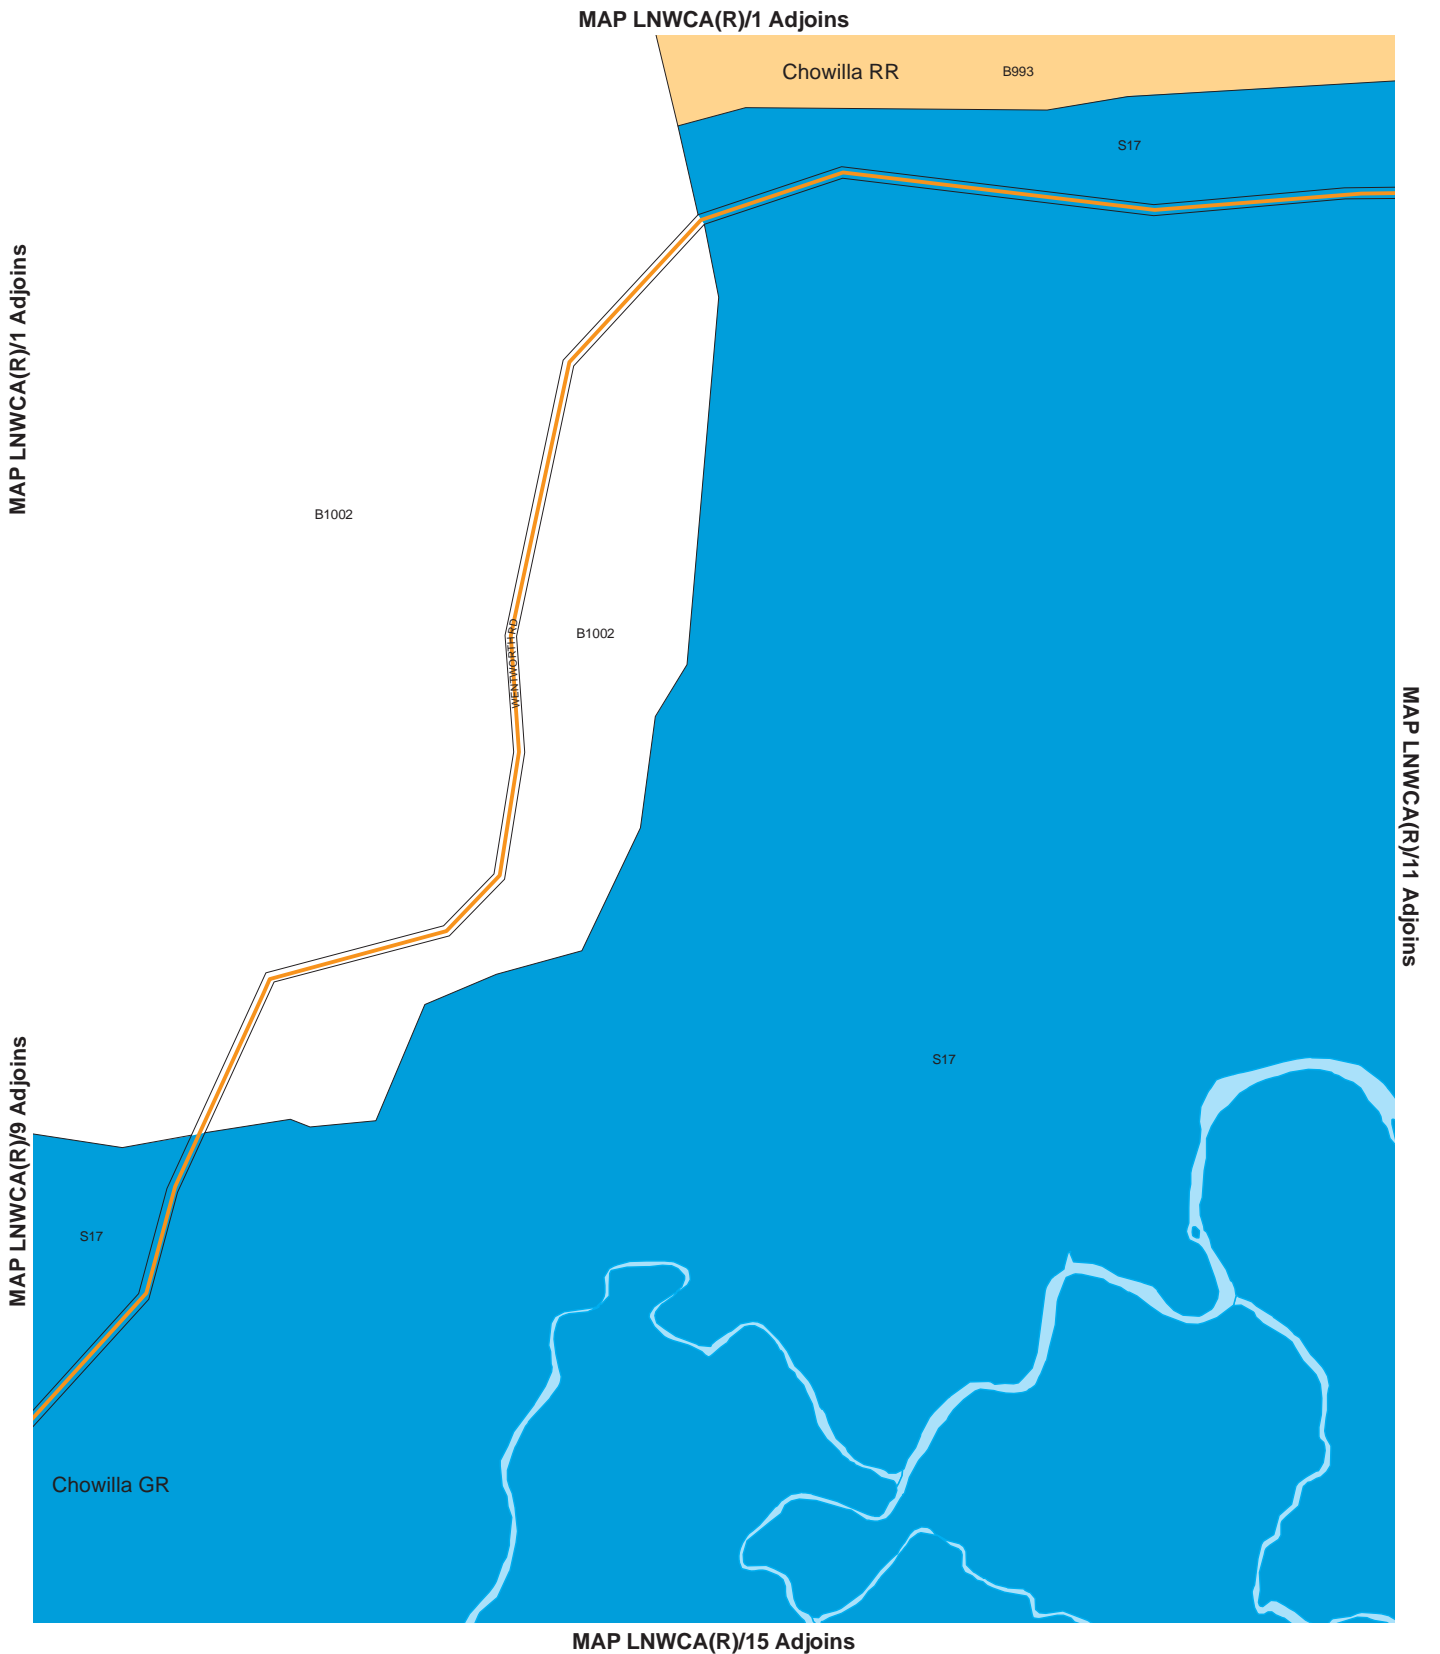 MAP LNWCA(R)/1 Adjoins
Chowilla RR
B993
S17
MAP LNWCA(R)/1 Adjoins
B1002
WENTWORTH RD
B1002
MAP LNWCA(R)/11 Adjoins
MAP LNWCA(R)/9 Adjoins
S17
S17
Chowilla GR
MAP LNWCA(R)/15 Adjoins